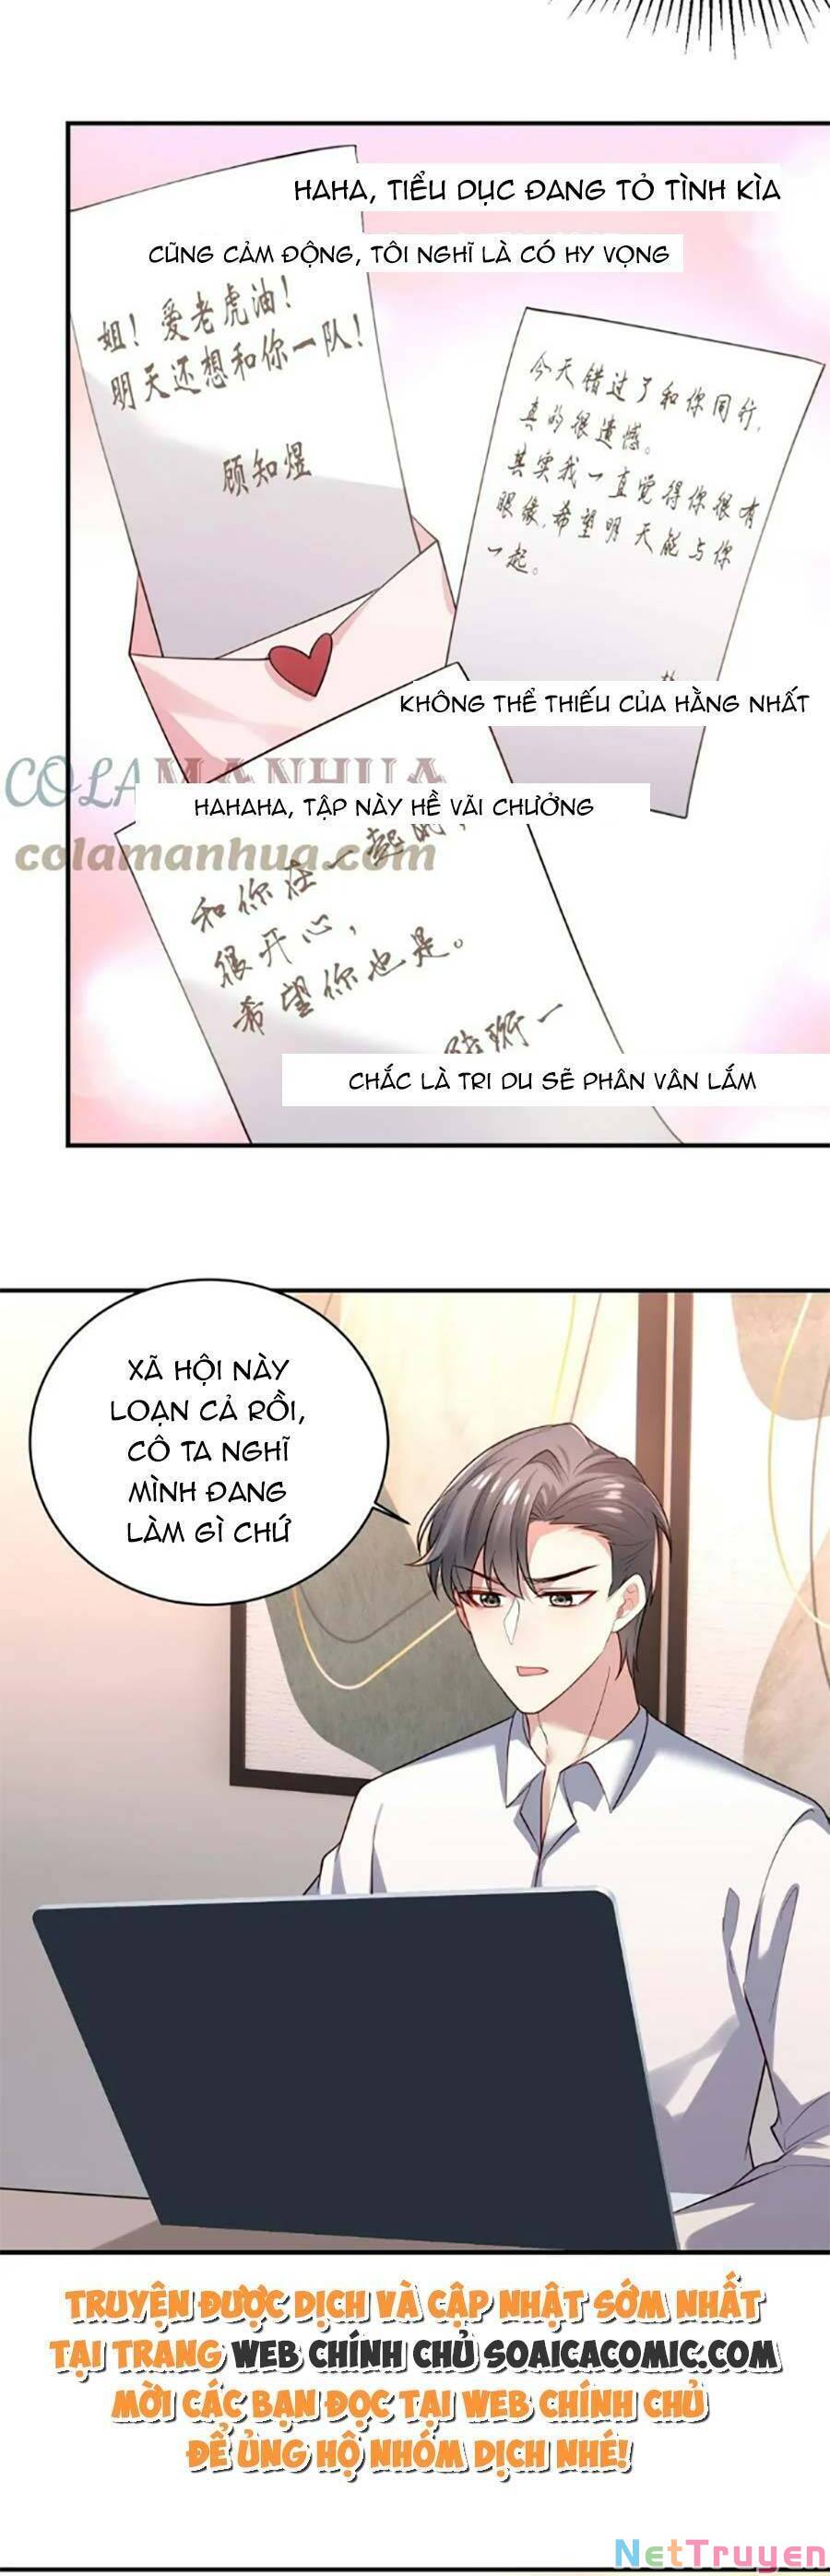 HAHA, TIỂU DỤC ĐANG TỎ TÌNH KÌA
CŨNG CẢM ĐỘNG, TÔI NGHĨ LÀ CÓ HY VỌNG
姐！爱老虎油！
明天还想和你一队！
顾知煜
今天错过了和你同行，
真的很遗憾。
其实我一直觉得你很有
眼缘，希望明天能与你
一起。
KHÔNG THỂ THIẾU CỦA HẰNG NHẤT
COLAMANHUA
HAHAHA, TẬP NÀY HỀ VÃI CHƯỞNG
colamanhua.com
和你在一起时，
很开心，
希望你也是。
CHẮC LÀ TRI DU SẼ PHÂN VÂN LẮM
XÃ HỘI NÀY
LOẠN CẢ RỒI,
CÔ TA NGHĨ
MÌNH ĐANG
LÀM GÌ CHỨ
TRUYỆN ĐƯỢC DỊCH VÀ CẬP NHẬT SỚM NHẤT
TẠI TRANG WEB CHÍNH CHỦ SOAICACOMIC.COM
MỜI CÁC BẠN ĐỌC TẠI WEB CHÍNH CHỦ
ĐỂ ỦNG HỘ NHÓM DỊCH NHÉ!
NetTruyen